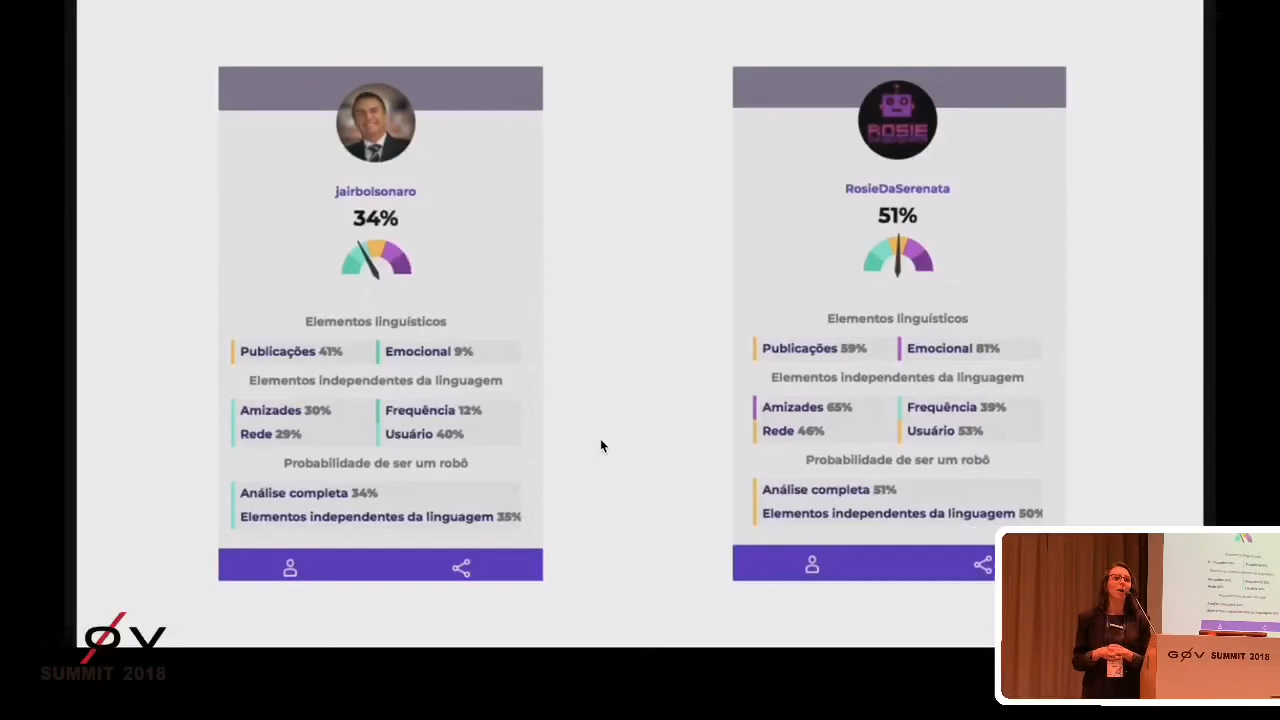 jairbolsonaro
34%
Elementos linguísticos
Publicações 41% Emocional 9%
Elementos independentes da linguagem
Amizades 30% Frequência 12%
Rede 29% Usuário 40%
Probabilidade de ser um robô
Análise completa 34%
Elementos independentes da linguagem 35%
ROSIE
RosieDaSerenata
51%
Elementos linguísticos
Publicações 59% Emocional 81%
Elementos independentes da linguagem
Amizades 65% Frequência 39%
Rede 46% Usuário 53%
Probabilidade de ser um robô
Análise completa 51%
Elementos independentes da linguagem 50%
GØV
SUMMIT 2018
GØV SUMMIT 2018